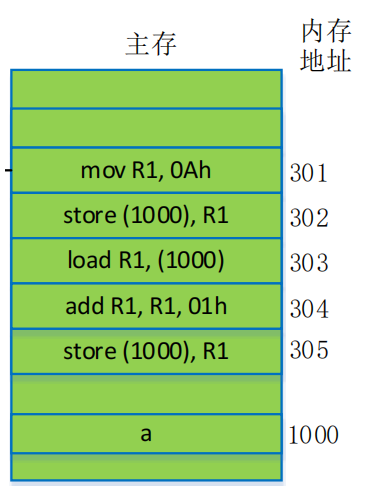 主存
内存
地址
mov R1, 0Ah 301
store (1000), R1 302
load R1, (1000) 303
add R1, R1, 01h 304
store (1000), R1 305
a 1000